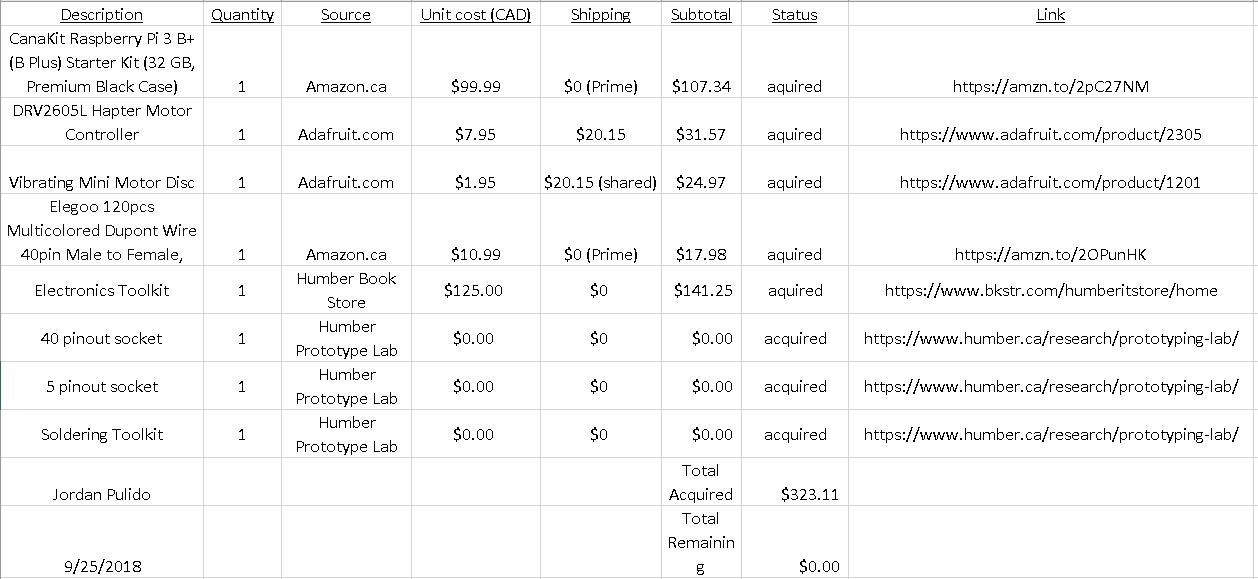 Description Quantity Source Unit cost (CAD) Shipping Subtotal Status Link
CanaKit Raspberry Pi 3 B+
(B Plus) Starter Kit (32 GB,
Premium Black Case) 1 Amazon.ca $99.99 $0 (Prime) $107.34 aquired https://amzn.to/2pC27NM
DRV2605L Hapter Motor
Controller 1 Adafruit.com $7.95 $20.15 $31.57 aquired https://www.adafruit.com/product/2305
Vibrating Mini Motor Disc 1 Adafruit.com $1.95 $20.15 (shared) $24.97 aquired https://www.adafruit.com/product/1201
Elegoo 120pcs
Multicolored Dupont Wire
40pin Male to Female, 1 Amazon.ca $10.99 $0 (Prime) $17.98 aquired https://amzn.to/2OPunHK
Electronics Toolkit 1 Humber Book
Store $125.00 $0 $141.25 aquired https://www.bkstr.com/humberitstore/home
40 pinout socket 1 Humber
Prototype Lab $0.00 $0 $0.00 acquired https://www.humber.ca/research/prototyping-lab/
5 pinout socket 1 Humber
Prototype Lab $0.00 $0 $0.00 acquired https://www.humber.ca/research/prototyping-lab/
Soldering Toolkit 1 Humber
Prototype Lab $0.00 $0 $0.00 acquired https://www.humber.ca/research/prototyping-lab/
Jordan Pulido Total
Acquired $323.11
9/25/2018 Total
Remainin
g $0.00